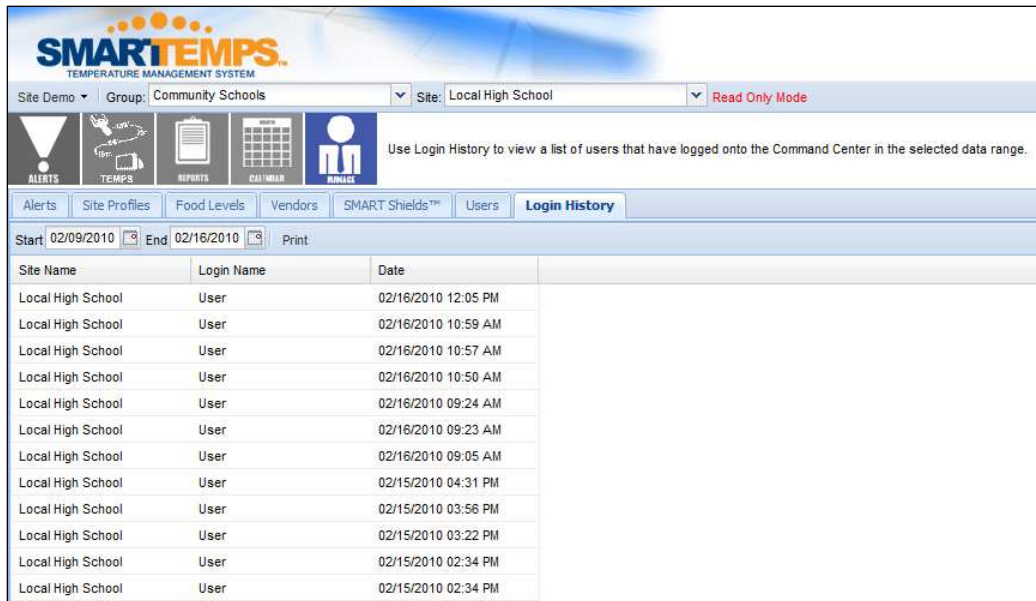 SMARTTEMPS™
TEMPERATURE MANAGEMENT SYSTEM
Site Demo Group: Community Schools Site: Local High School Read Only Mode
ALERTS TEMPS REPORTS CALENDAR MANAGE
Use Login History to view a list of users that have logged onto the Command Center in the selected data range.
Alerts Site Profiles Food Levels Vendors SMART Shields™ Users Login History
Start 02/09/2010 End 02/16/2010 Print
Site Name Login Name Date
Local High School User 02/16/2010 12:05 PM
Local High School User 02/16/2010 10:59 AM
Local High School User 02/16/2010 10:57 AM
Local High School User 02/16/2010 10:50 AM
Local High School User 02/16/2010 09:24 AM
Local High School User 02/16/2010 09:23 AM
Local High School User 02/16/2010 09:05 AM
Local High School User 02/15/2010 04:31 PM
Local High School User 02/15/2010 03:56 PM
Local High School User 02/15/2010 03:22 PM
Local High School User 02/15/2010 02:34 PM
Local High School User 02/15/2010 02:34 PM